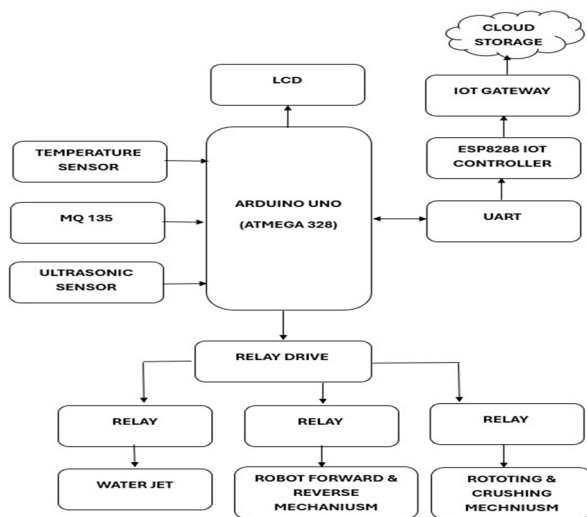 CLOUD
STORAGE
LCD
IOT GATEWAY
TEMPERATURE
SENSOR
ESP8288 IOT
CONTROLLER
MQ 135
ARDUINO UNO
(ATMEGA 328)
UART
ULTRASONIC
SENSOR
RELAY DRIVE
RELAY
RELAY
RELAY
WATER JET
ROBOT FORWARD &
REVERSE
MECHANIUSM
ROTOTING &
CRUSHING
MECHNIUSM